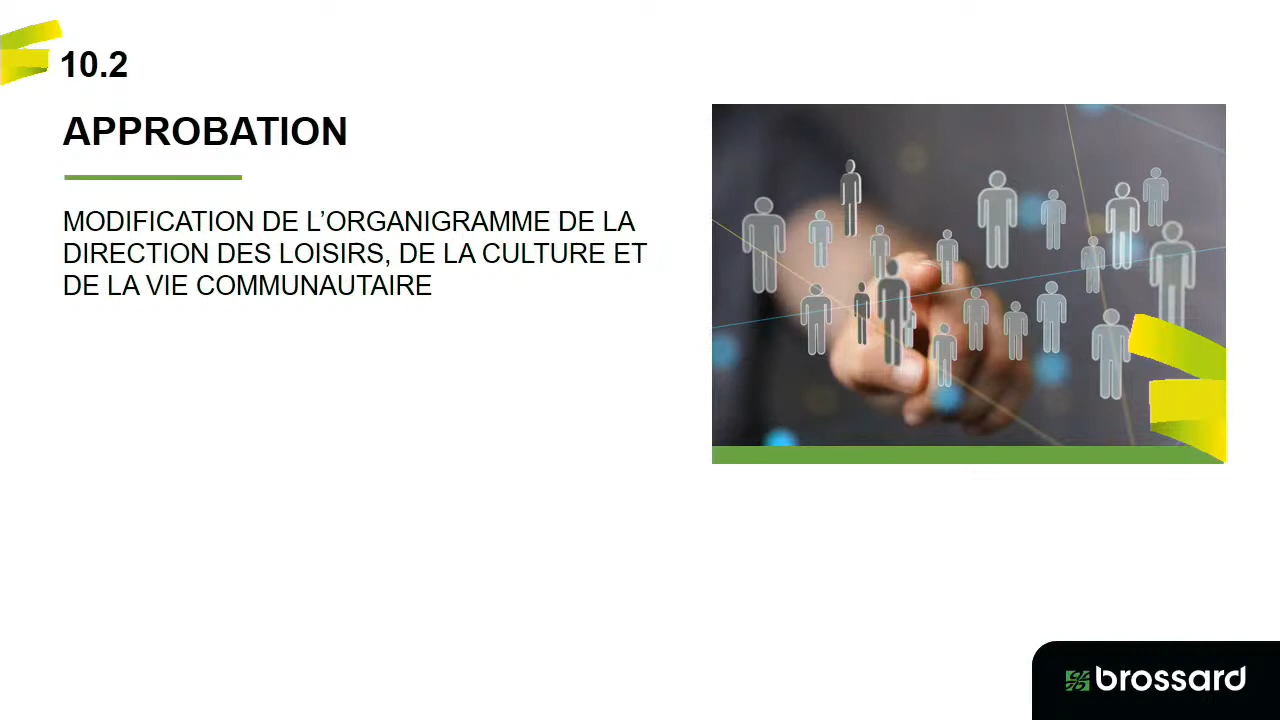 10.2
APPROBATION
MODIFICATION DE L’ORGANIGRAMME DE LA
DIRECTION DES LOISIRS, DE LA CULTURE ET
DE LA VIE COMMUNAUTAIRE
brossard